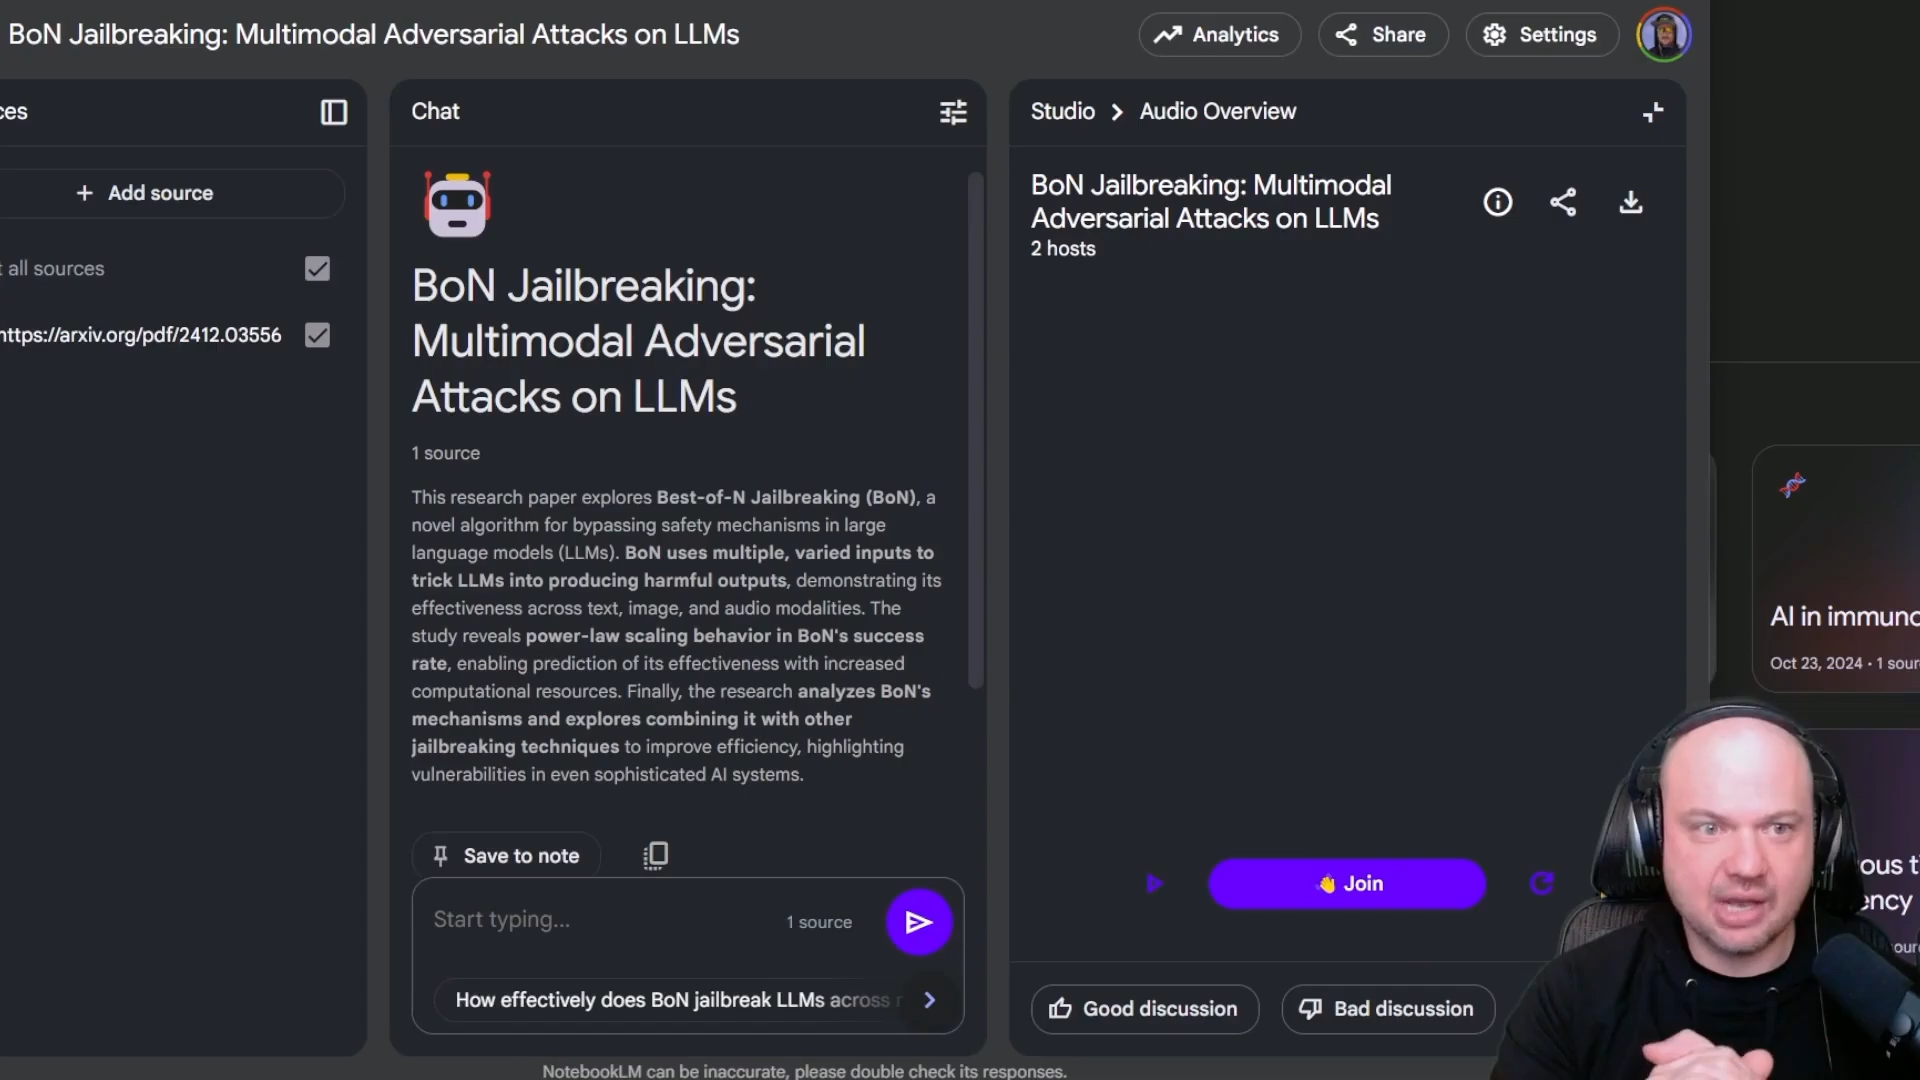 BoN Jailbreaking: Multimodal Adversarial Attacks on LLMs
Analytics
Share
Settings
ces
Add source
t all sources
https://arxiv.org/pdf/2412.03556
Chat
BoN Jailbreaking:
Multimodal Adversarial
Attacks on LLMs
1 source
This research paper explores Best-of-N Jailbreaking (BoN), a
novel algorithm for bypassing safety mechanisms in large
language models (LLMs). BoN uses multiple, varied inputs to
trick LLMs into producing harmful outputs, demonstrating its
effectiveness across text, image, and audio modalities. The
study reveals power-law scaling behavior in BoN's success
rate, enabling prediction of its effectiveness with increased
computational resources. Finally, the research analyzes BoN's
mechanisms and explores combining it with other
jailbreaking techniques to improve efficiency, highlighting
vulnerabilities in even sophisticated AI systems.
Save to note
Start typing...
1 source
How effectively does BoN jailbreak LLMs across r
Studio > Audio Overview
BoN Jailbreaking: Multimodal
Adversarial Attacks on LLMs
2 hosts
👋 Join
Good discussion
Bad discussion
AI in immuno
Oct 23, 2024 · 1 sour
ous t
ency
our
NotebookLM can be inaccurate, please double check its responses.